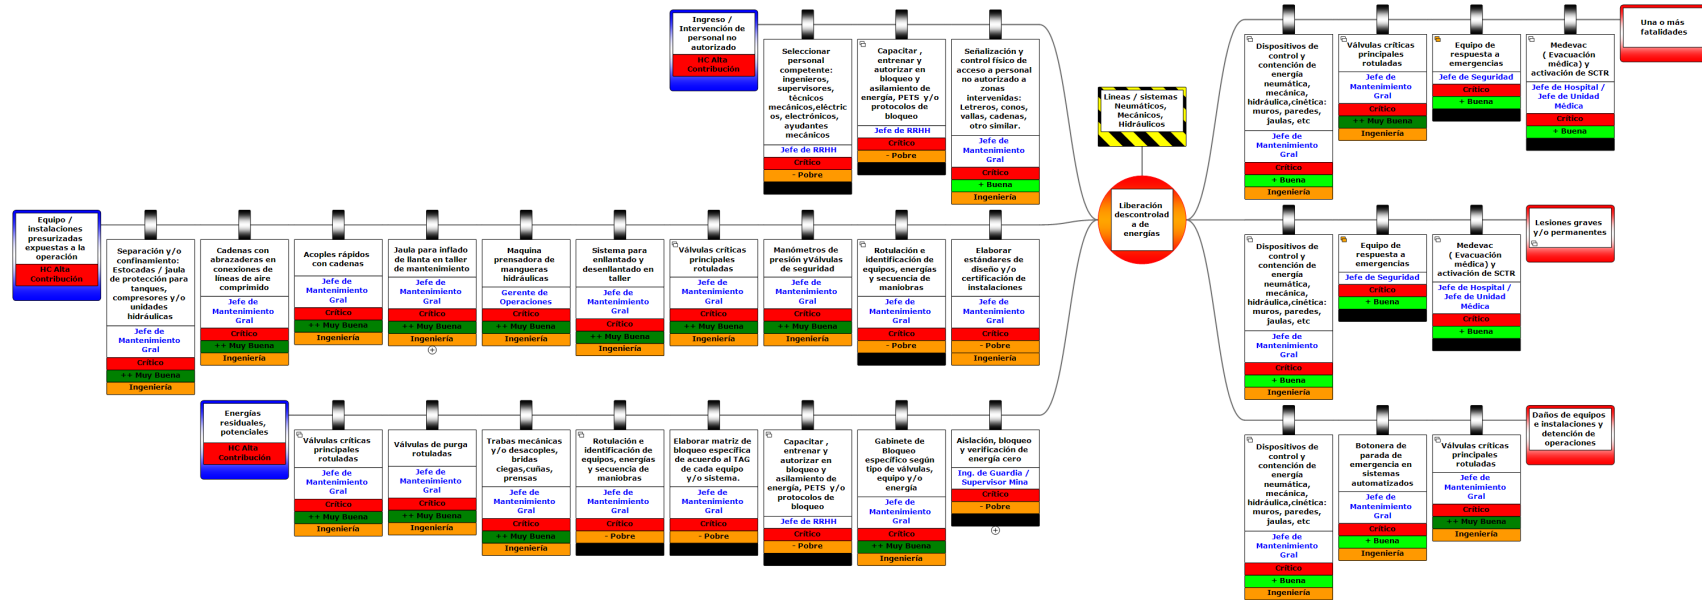 Ingreso /
Intervención de
personal no
autorizado
HC Alta
Contribución
Seleccionar
personal
competente:
ingenieros,
supervisores,
técnicos
mecánicos,eléctric
os, electrónicos,
ayudantes
mecánicos
Jefe de RRHH
Crítico
- Pobre
Capacitar ,
entrenar y
autorizar en
bloqueo y
asilamiento de
energía, PETS y/o
protocolos de
bloqueo
Jefe de RRHH
Crítico
- Pobre
Señalización y
control físico de
acceso a personal
no autorizado a
zonas
intervenidas:
Letreros, conos,
vallas, cadenas,
otro similar.
Jefe de
Mantenimiento
Gral
Crítico
+ Buena
Ingeniería
Equipo /
instalaciones
presurizadas
expuestas a la
operación
HC Alta
Contribución
Separación y/o
confinamiento:
Estocadas / jaula
de protección para
tanques,
compresores y/o
unidades
hidráulicas
Jefe de
Mantenimiento
Gral
Crítico
++ Muy Buena
Ingeniería
Cadenas con
abrazaderas en
conexiones de
líneas de aire
comprimido
Jefe de
Mantenimiento
Gral
Crítico
++ Muy Buena
Ingeniería
Acoples rápidos
con cadenas
Jefe de
Mantenimiento
Gral
Crítico
++ Muy Buena
Ingeniería
Jaula para inflado
de llanta en taller
de mantenimiento
Jefe de
Mantenimiento
Gral
Crítico
++ Muy Buena
Ingeniería
Maquina
prensadora de
mangueras
hidráulicas
Gerente de
Operaciones
Crítico
++ Muy Buena
Ingeniería
Sistema para
enllantado y
desenllantado en
taller
Jefe de
Mantenimiento
Gral
Crítico
++ Muy Buena
Ingeniería
Válvulas críticas
principales
rotuladas
Jefe de
Mantenimiento
Gral
Crítico
++ Muy Buena
Ingeniería
Manómetros de
presión yVálvulas
de seguridad
Jefe de
Mantenimiento
Gral
Crítico
++ Muy Buena
Ingeniería
Rotulación e
identificación de
equipos, energías
y secuencia de
maniobras
Jefe de
Mantenimiento
Gral
Crítico
- Pobre
Elaborar
estándares de
diseño y/o
certificación de
instalaciones
Jefe de
Mantenimiento
Gral
Crítico
- Pobre
Ingeniería
Energías
residuales,
potenciales
HC Alta
Contribución
Válvulas críticas
principales
rotuladas
Jefe de
Mantenimiento
Gral
Crítico
++ Muy Buena
Ingeniería
Válvulas de purga
rotuladas
Jefe de
Mantenimiento
Gral
Crítico
++ Muy Buena
Ingeniería
Trabas mecánicas
y/o desacoples,
bridas
ciegas,cuñas,
prensas
Jefe de
Mantenimiento
Gral
Crítico
++ Muy Buena
Ingeniería
Rotulación e
identificación de
equipos, energías
y secuencia de
maniobras
Jefe de
Mantenimiento
Gral
Crítico
- Pobre
Elaborar matriz de
bloqueo específica
de acuerdo al TAG
de cada equipo
y/o sistema.
Jefe de
Mantenimiento
Gral
Crítico
- Pobre
Capacitar ,
entrenar y
autorizar en
bloqueo y
asilamiento de
energía, PETS y/o
protocolos de
bloqueo
Jefe de RRHH
Crítico
- Pobre
Gabinete de
Bloqueo
específico según
tipo de válvulas,
equipo y/o
energía
Jefe de
Mantenimiento
Gral
Crítico
++ Muy Buena
Ingeniería
Aislación, bloqueo
y verificación de
energía cero
Ing. de Guardia /
Supervisor Mina
Crítico
- Pobre
Lineas / sistemas
Neumáticos,
Mecánicos,
Hidráulicos
Liberación
descontrolad
a de
energías
Dispositivos de
control y
contención de
energía
neumática,
mecánica,
hidráulica,cinética:
muros, paredes,
jaulas, etc
Jefe de
Mantenimiento
Gral
Crítico
+ Buena
Ingeniería
Válvulas críticas
principales
rotuladas
Jefe de
Mantenimiento
Gral
Crítico
++ Muy Buena
Ingeniería
Equipo de
respuesta a
emergencias
Jefe de Seguridad
Crítico
+ Buena
Medevac
( Evacuación
médica) y
activación de SCTR
Jefe de Hospital /
Jefe de Unidad
Médica
Crítico
+ Buena
Una o más
fatalidades
Dispositivos de
control y
contención de
energía
neumática,
mecánica,
hidráulica,cinética:
muros, paredes,
jaulas, etc
Jefe de
Mantenimiento
Gral
Crítico
+ Buena
Ingeniería
Equipo de
respuesta a
emergencias
Jefe de Seguridad
Crítico
+ Buena
Medevac
( Evacuación
médica) y
activación de SCTR
Jefe de Hospital /
Jefe de Unidad
Médica
Crítico
+ Buena
Lesiones graves
y/o permanentes
Dispositivos de
control y
contención de
energía
neumática,
mecánica,
hidráulica,cinética:
muros, paredes,
jaulas, etc
Jefe de
Mantenimiento
Gral
Crítico
+ Buena
Ingeniería
Botonera de
parada de
emergencia en
sistemas
automatizados
Jefe de
Mantenimiento
Gral
Crítico
+ Buena
Ingeniería
Válvulas críticas
principales
rotuladas
Jefe de
Mantenimiento
Gral
Crítico
++ Muy Buena
Ingeniería
Daños de equipos
e instalaciones y
detención de
operaciones